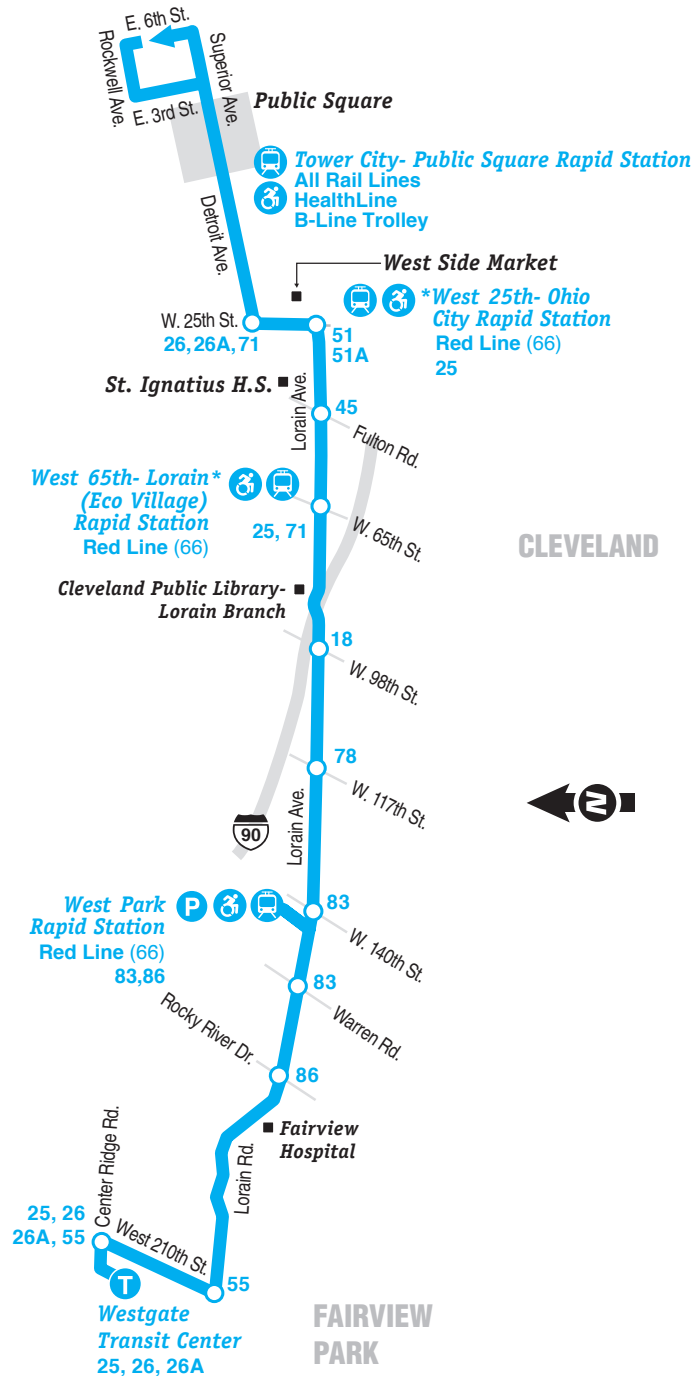 E. 6th St.
Rockwell Ave.
Superior Ave.
E. 3rd St.
Public Square
Tower City- Public Square Rapid Station
All Rail Lines
HealthLine
B-Line Trolley
Detroit Ave.
West Side Market
W. 25th St.
26, 26A, 71
51
51A
*West 25th- Ohio
City Rapid Station
Red Line (66)
25
St. Ignatius H.S.
Lorain Ave.
45
Fulton Rd.
West 65th- Lorain*
(Eco Village)
Rapid Station
Red Line (66)
25, 71
W. 65th St.
CLEVELAND
Cleveland Public Library-
Lorain Branch
18
W. 98th St.
78
W. 117th St.
N
Lorain Ave.
90
West Park
Rapid Station
Red Line (66)
83,86
P
83
W. 140th St.
83
Warren Rd.
Rocky River Dr.
86
Fairview
Hospital
Lorain Rd.
Center Ridge Rd.
25, 26
26A, 55
West 210th St.
T
55
Westgate
Transit Center
25, 26, 26A
FAIRVIEW
PARK